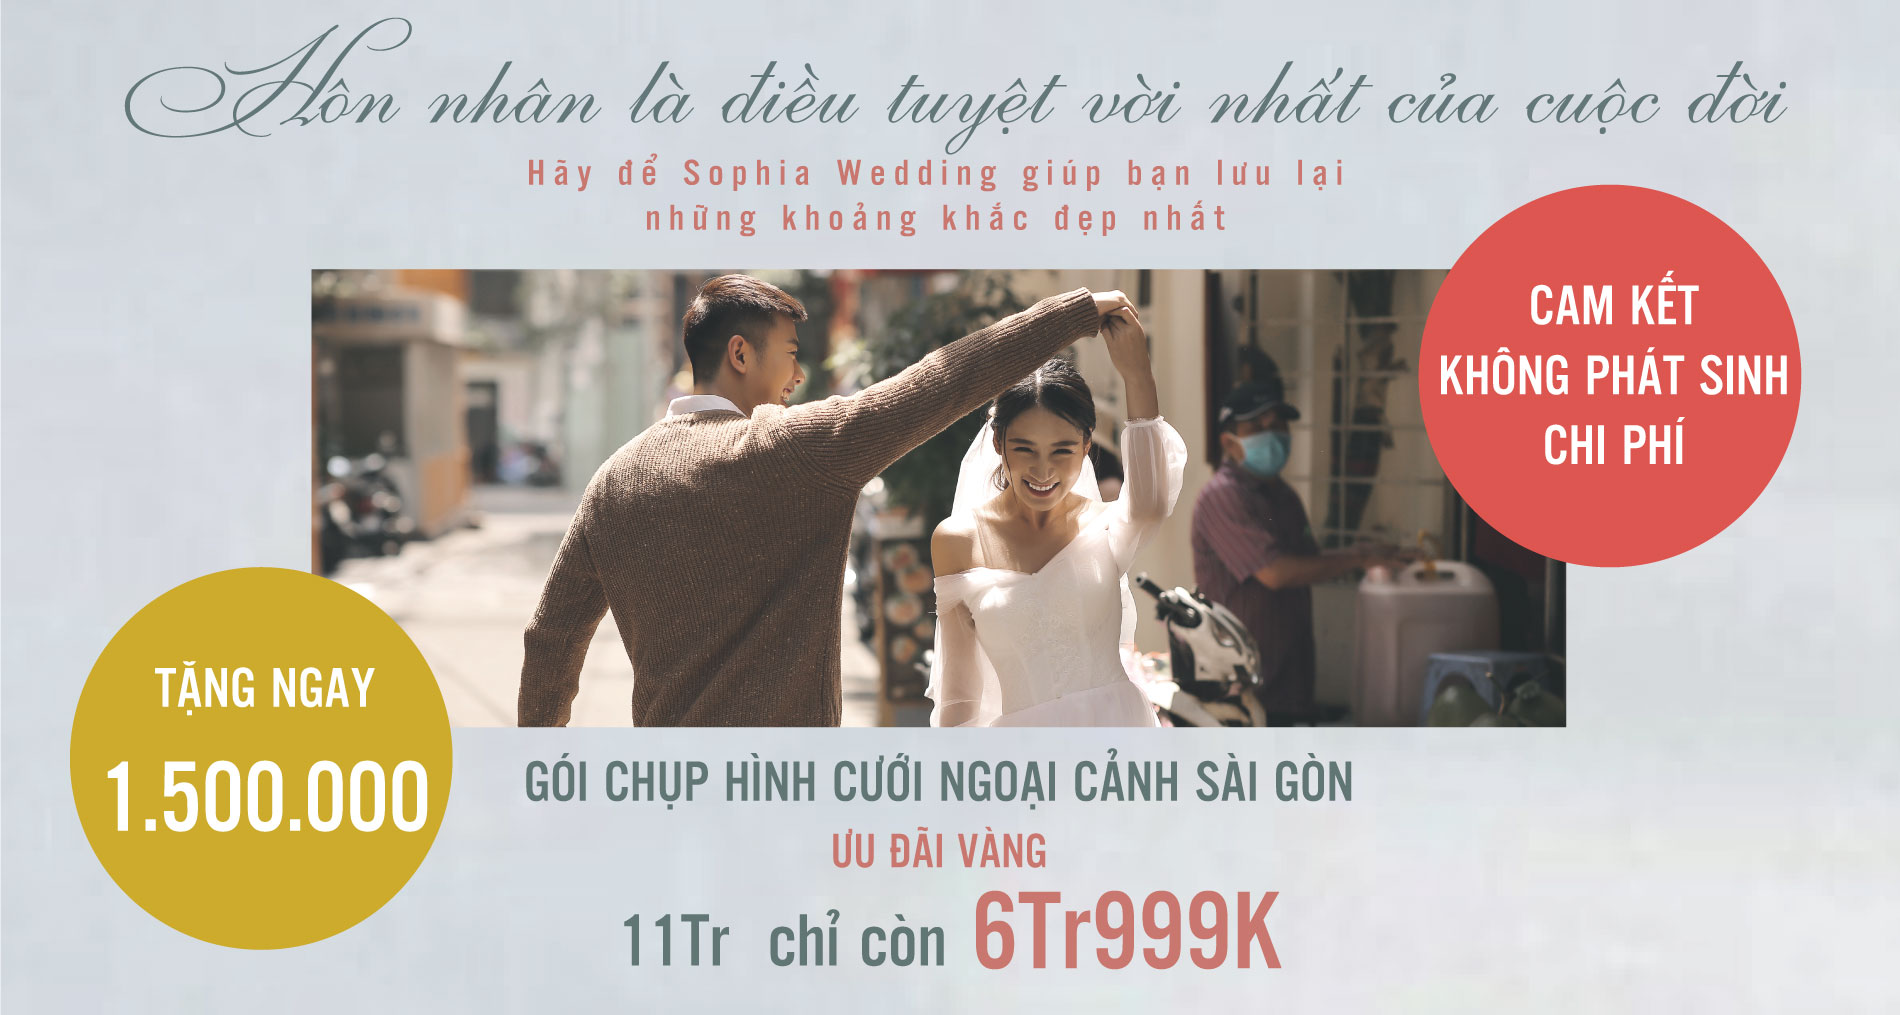 Hôn nhân là điều tuyệt vời nhất của cuộc đời
Hãy để Sophia Wedding giúp bạn lưu lại
những khoảng khắc đẹp nhất
CAM KẾT
KHÔNG PHÁT SINH
CHI PHÍ
TẶNG NGAY
1.500.000
GÓI CHỤP HÌNH CƯỚI NGOẠI CẢNH SÀI GÒN
ƯU ĐÃI VÀNG
11Tr chỉ còn 6Tr999K